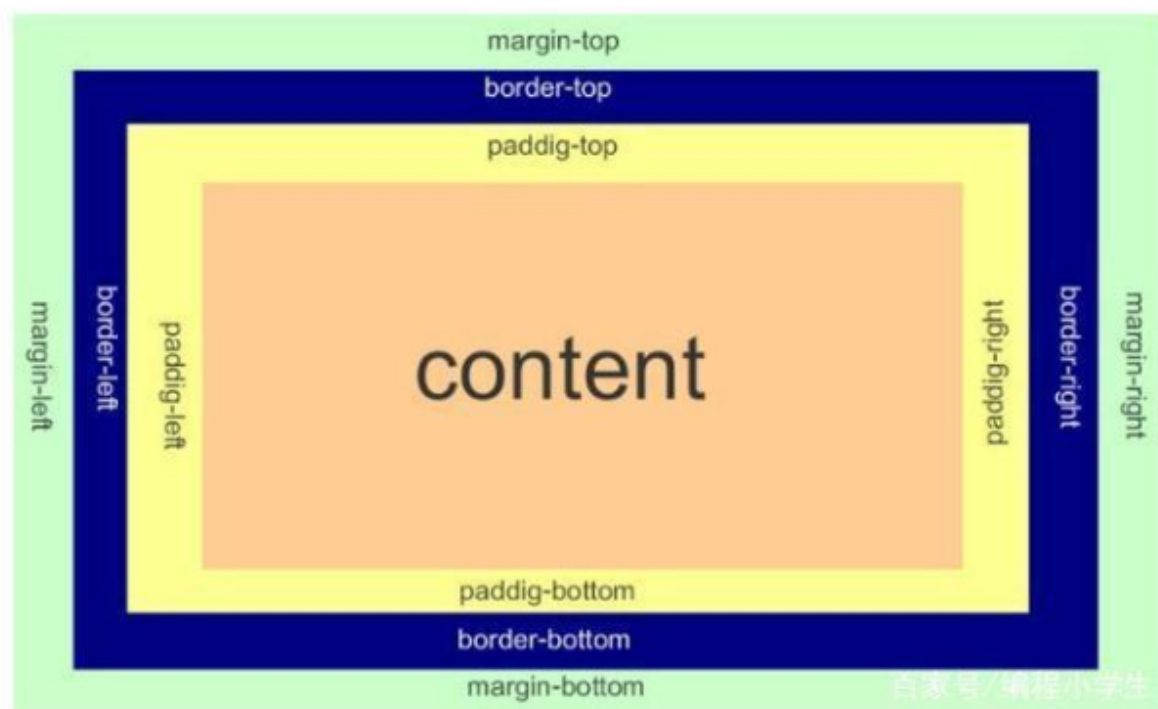 margin-top
border-top
paddig-top
margin-left
border-left
paddig-left
content
paddig-right
border-right
margin-right
paddig-bottom
border-bottom
margin-bottom
百家号/编程小学生